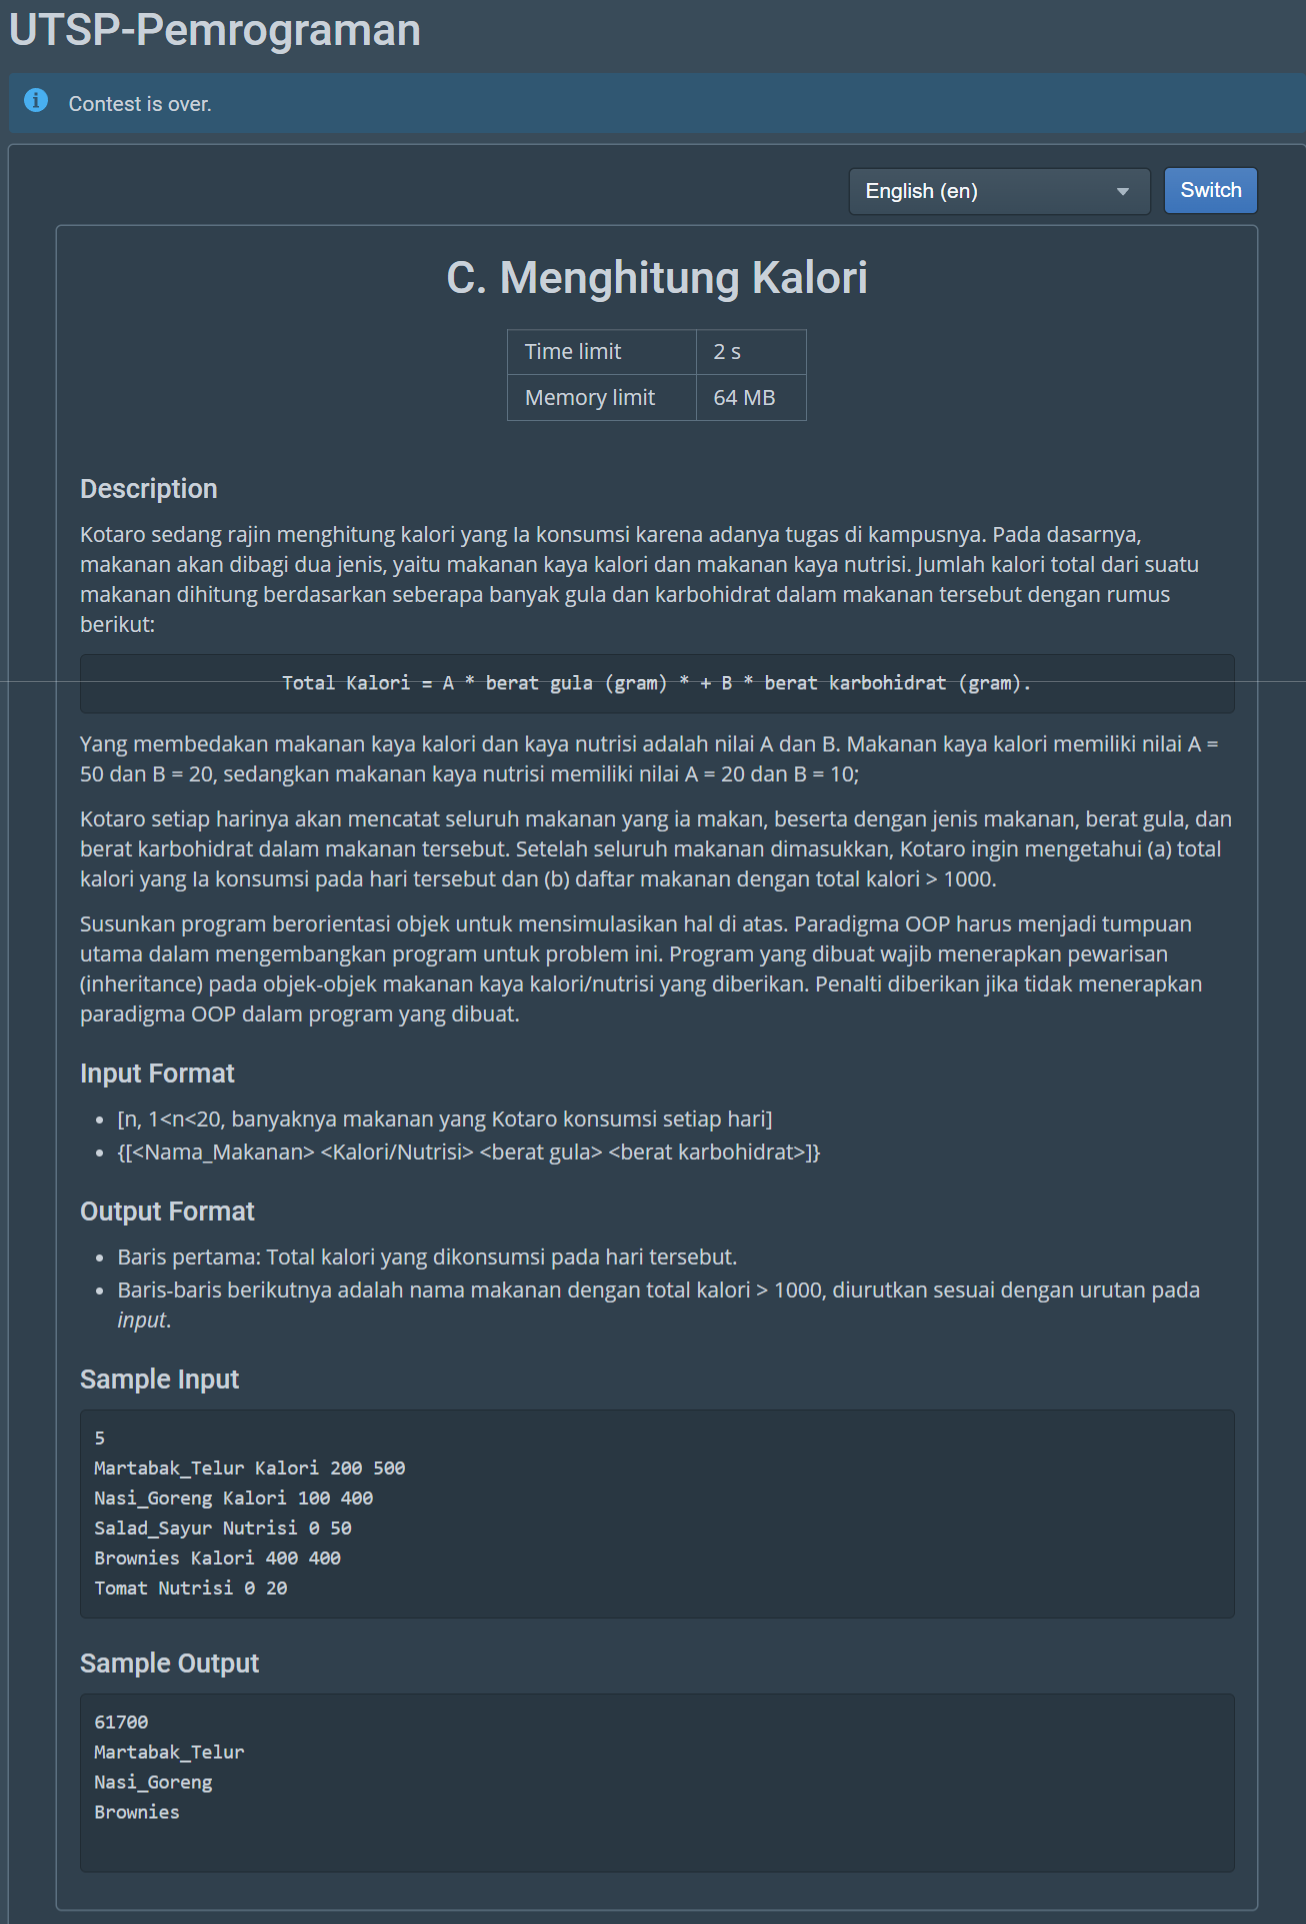 UTSP-Pemrograman
Contest is over.
English (en)
Switch
C. Menghitung Kalori
Time limit 2 s
Memory limit 64 MB
Description
Kotaro sedang rajin menghitung kalori yang Ia konsumsi karena adanya tugas di kampusnya. Pada dasarnya,
makanan akan dibagi dua jenis, yaitu makanan kaya kalori dan makanan kaya nutrisi. Jumlah kalori total dari suatu
makanan dihitung berdasarkan seberapa banyak gula dan karbohidrat dalam makanan tersebut dengan rumus
berikut:
Total Kalori = A * berat gula (gram) * + B * berat karbohidrat (gram).
Yang membedakan makanan kaya kalori dan kaya nutrisi adalah nilai A dan B. Makanan kaya kalori memiliki nilai A =
50 dan B = 20, sedangkan makanan kaya nutrisi memiliki nilai A = 20 dan B = 10;
Kotaro setiap harinya akan mencatat seluruh makanan yang ia makan, beserta dengan jenis makanan, berat gula, dan
berat karbohidrat dalam makanan tersebut. Setelah seluruh makanan dimasukkan, Kotaro ingin mengetahui (a) total
kalori yang Ia konsumsi pada hari tersebut dan (b) daftar makanan dengan total kalori > 1000.
Susunkan program berorientasi objek untuk mensimulasikan hal di atas. Paradigma OOP harus menjadi tumpuan
utama dalam mengembangkan program untuk problem ini. Program yang dibuat wajib menerapkan pewarisan
(inheritance) pada objek-objek makanan kaya kalori/nutrisi yang diberikan. Penalti diberikan jika tidak menerapkan
paradigma OOP dalam program yang dibuat.
Input Format
• [n, 1<n<20, banyaknya makanan yang Kotaro konsumsi setiap hari]
• {[<Nama_Makanan> <Kalori/Nutrisi> <berat gula> <berat karbohidrat>]}
Output Format
• Baris pertama: Total kalori yang dikonsumsi pada hari tersebut.
• Baris-baris berikutnya adalah nama makanan dengan total kalori > 1000, diurutkan sesuai dengan urutan pada
input.
Sample Input
5
Martabak_Telur Kalori 200 500
Nasi_Goreng Kalori 100 400
Salad_Sayur Nutrisi 0 50
Brownies Kalori 400 400
Tomat Nutrisi 0 20
Sample Output
61700
Martabak_Telur
Nasi_Goreng
Brownies